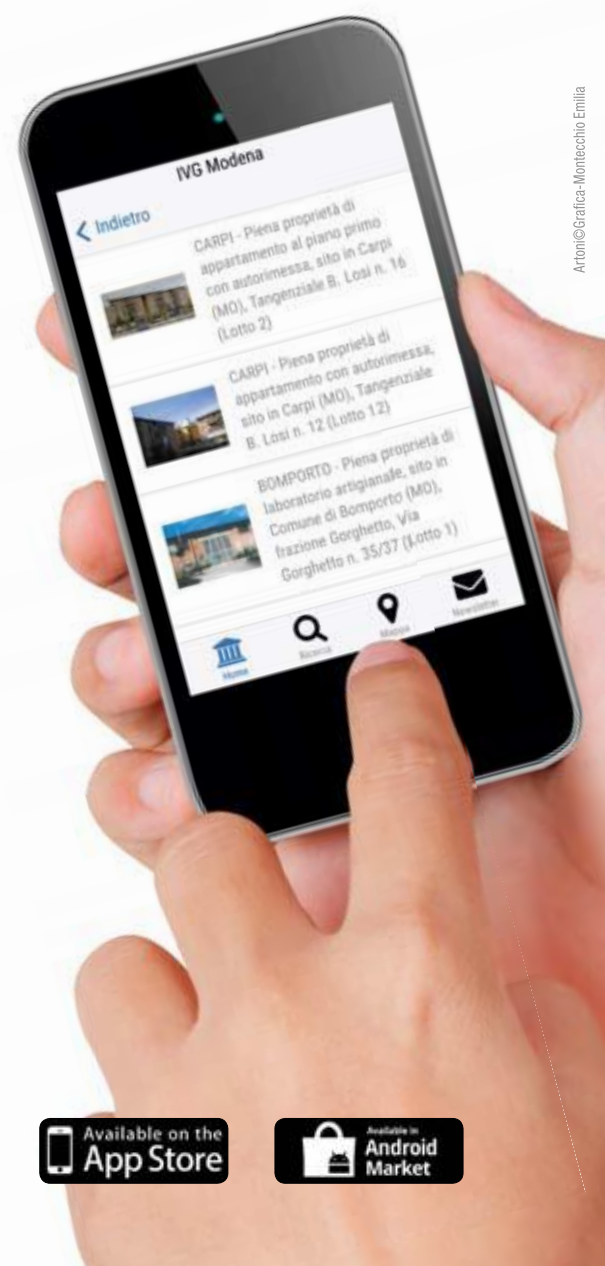 Artoni©Grafica-Montecchio Emilia
IVG Modena
Indietro
CARPI - Piena proprietà di
appartamento al piano primo
con autorimessa, sito in Carpi
(MO), Tangenziale B. Losi n. 16
(Lotto 2)
CARPI - Piena proprietà di
appartamento con autorimessa,
sito in Carpi (MO), Tangenziale
B. Losi n. 12 (Lotto 12)
BOMPORTO - Piena proprietà di
laboratorio artigianale, sito in
Comune di Bomporto (MO),
frazione Gorghetto, Via
Gorghetto n. 35/37 (Lotto 1)
Home
Ricerca
Mappa
Newsletter
Available on the
App Store
Available in
Android
Market